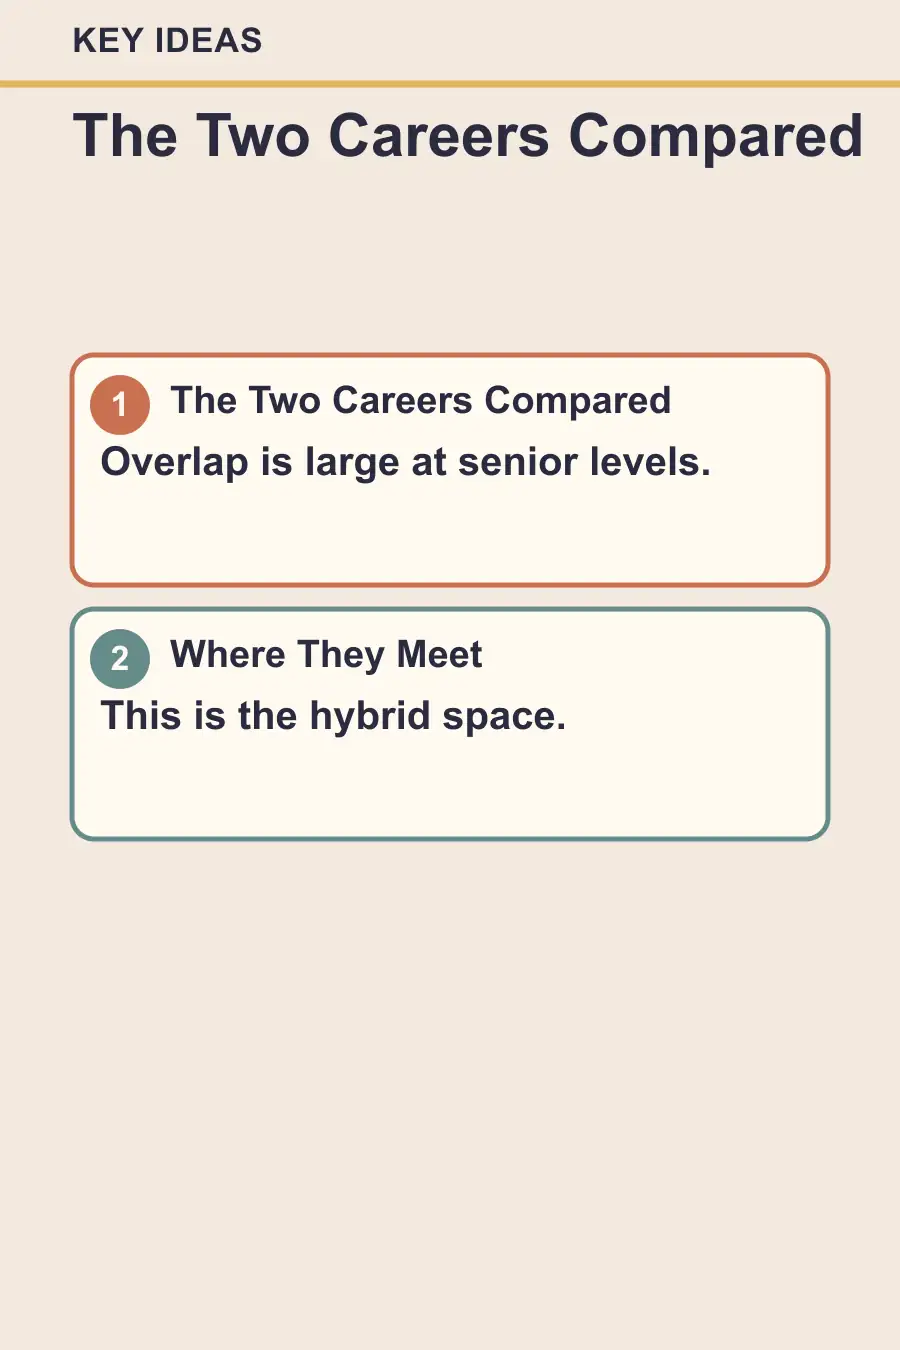 KEY IDEAS
The Two Careers Compared
1 The Two Careers Compared
Overlap is large at senior levels.
2 Where They Meet
This is the hybrid space.